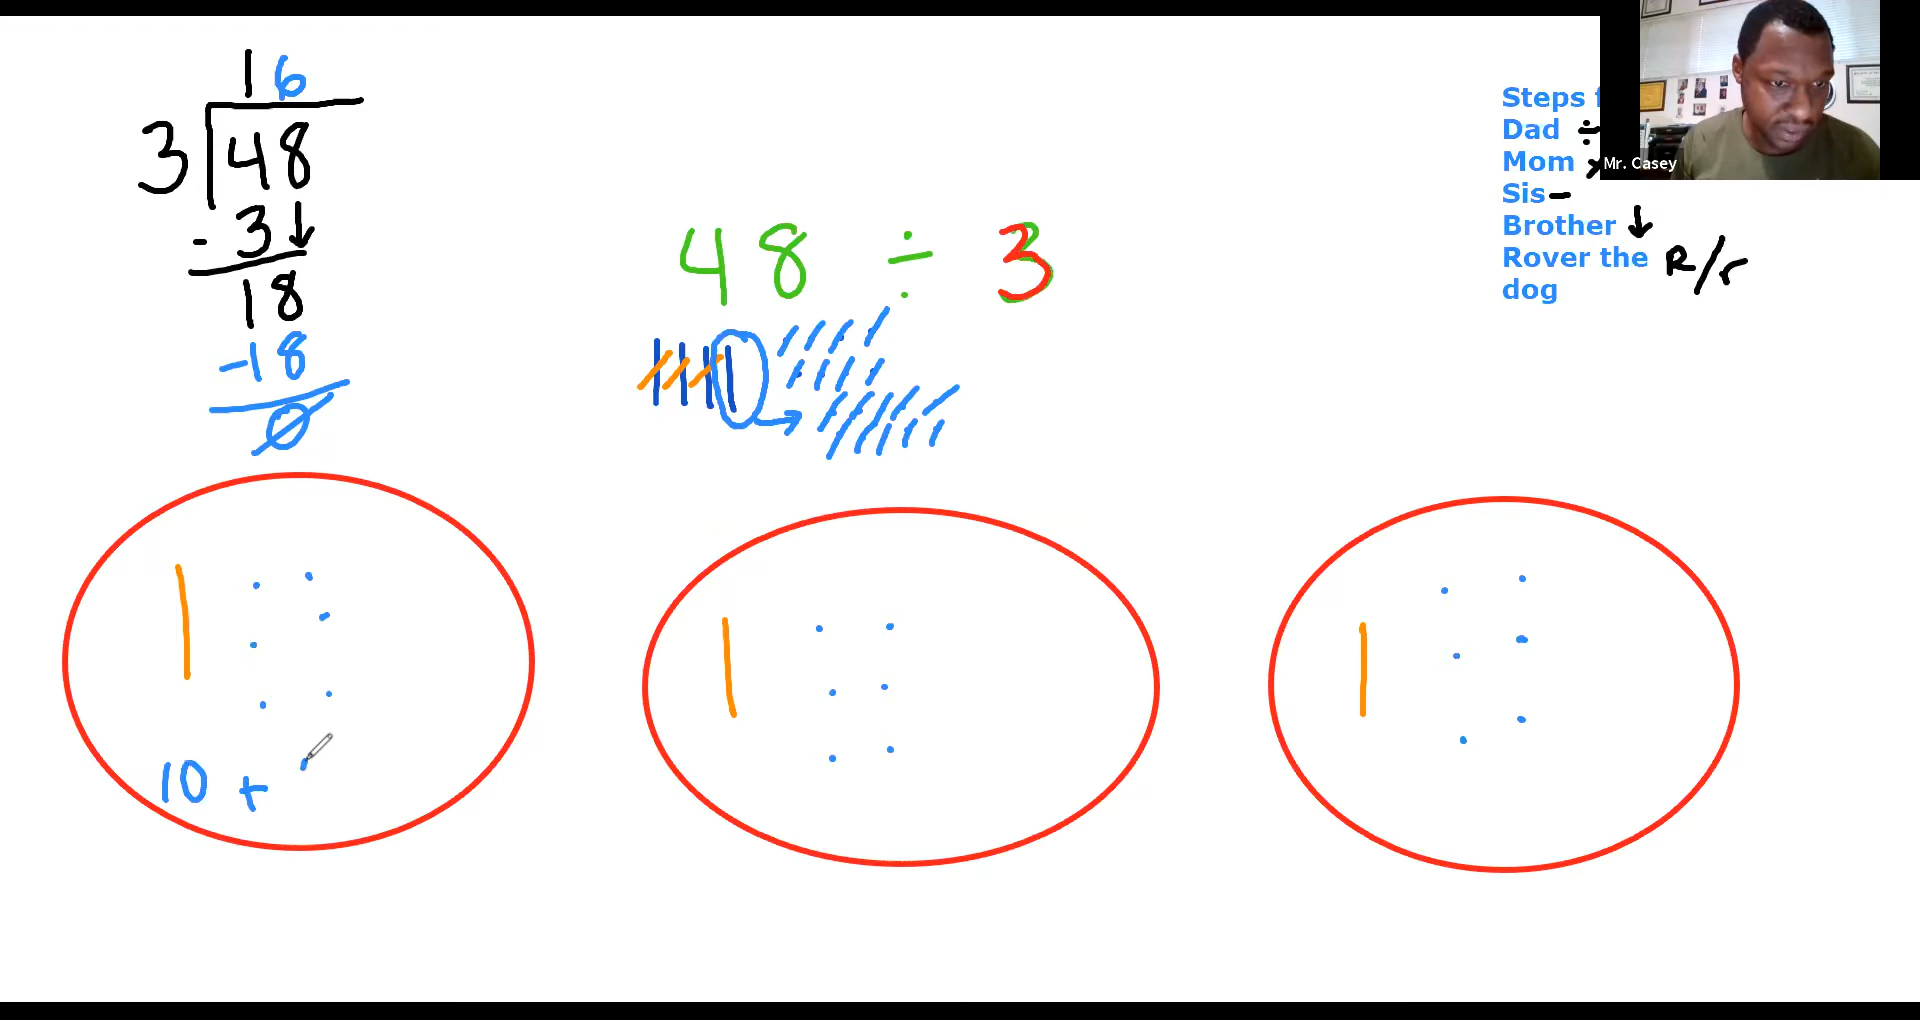 16
3 48
- 3
18
-18
0
48 ÷ 3
10 +
Steps f
Dad ÷
Mom x
Sis -
Brother ↓
Rover the R/r
dog
Mr. Casey